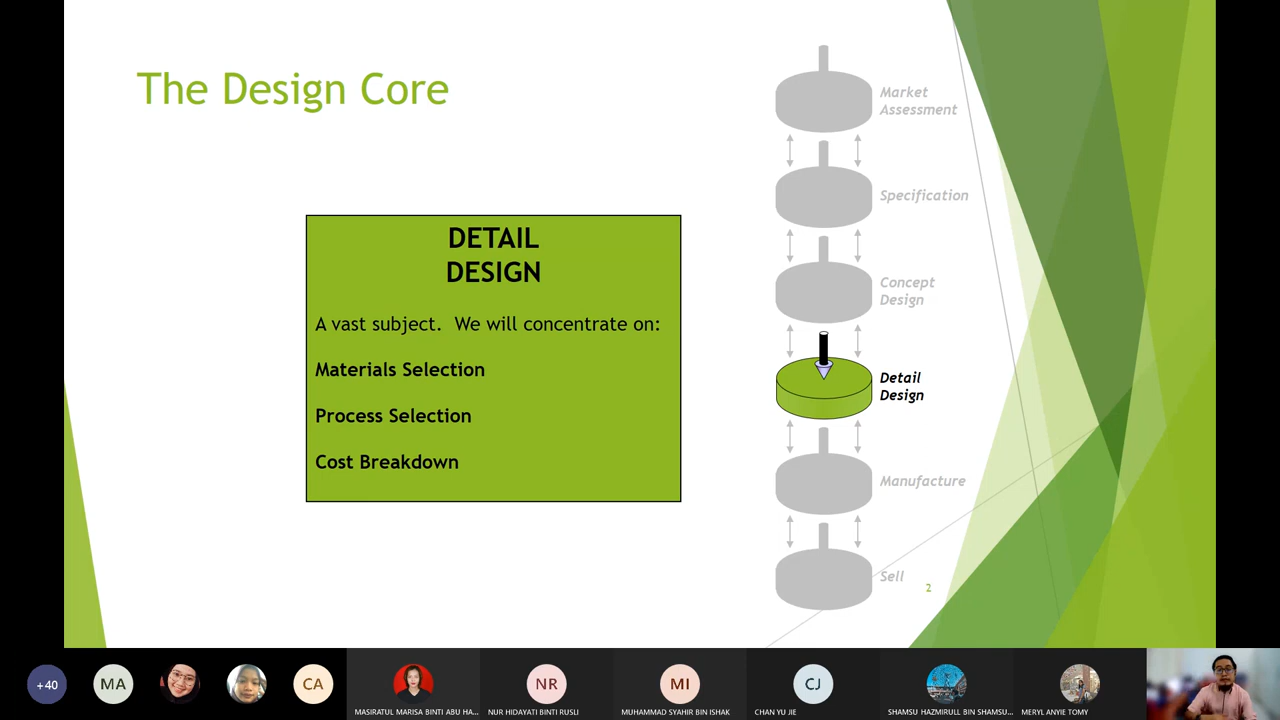 The Design Core
DETAIL
DESIGN
A vast subject.  We will concentrate on:
Materials Selection
Process Selection
Cost Breakdown
Market
Assessment
Specification
Concept
Design
Detail
Design
Manufacture
Sell
2
+40
MA
CA
NR
MI
CJ
MASIRATUL MARISA BINTI ABU HA...
NUR HIDAYATI BINTI RUSLI
MUHAMMAD SYAHIR BIN ISHAK
CHAN YU JIE
SHAMSU HAZMIRULL BIN SHAMSU...
MERYL ANYIE TOMY